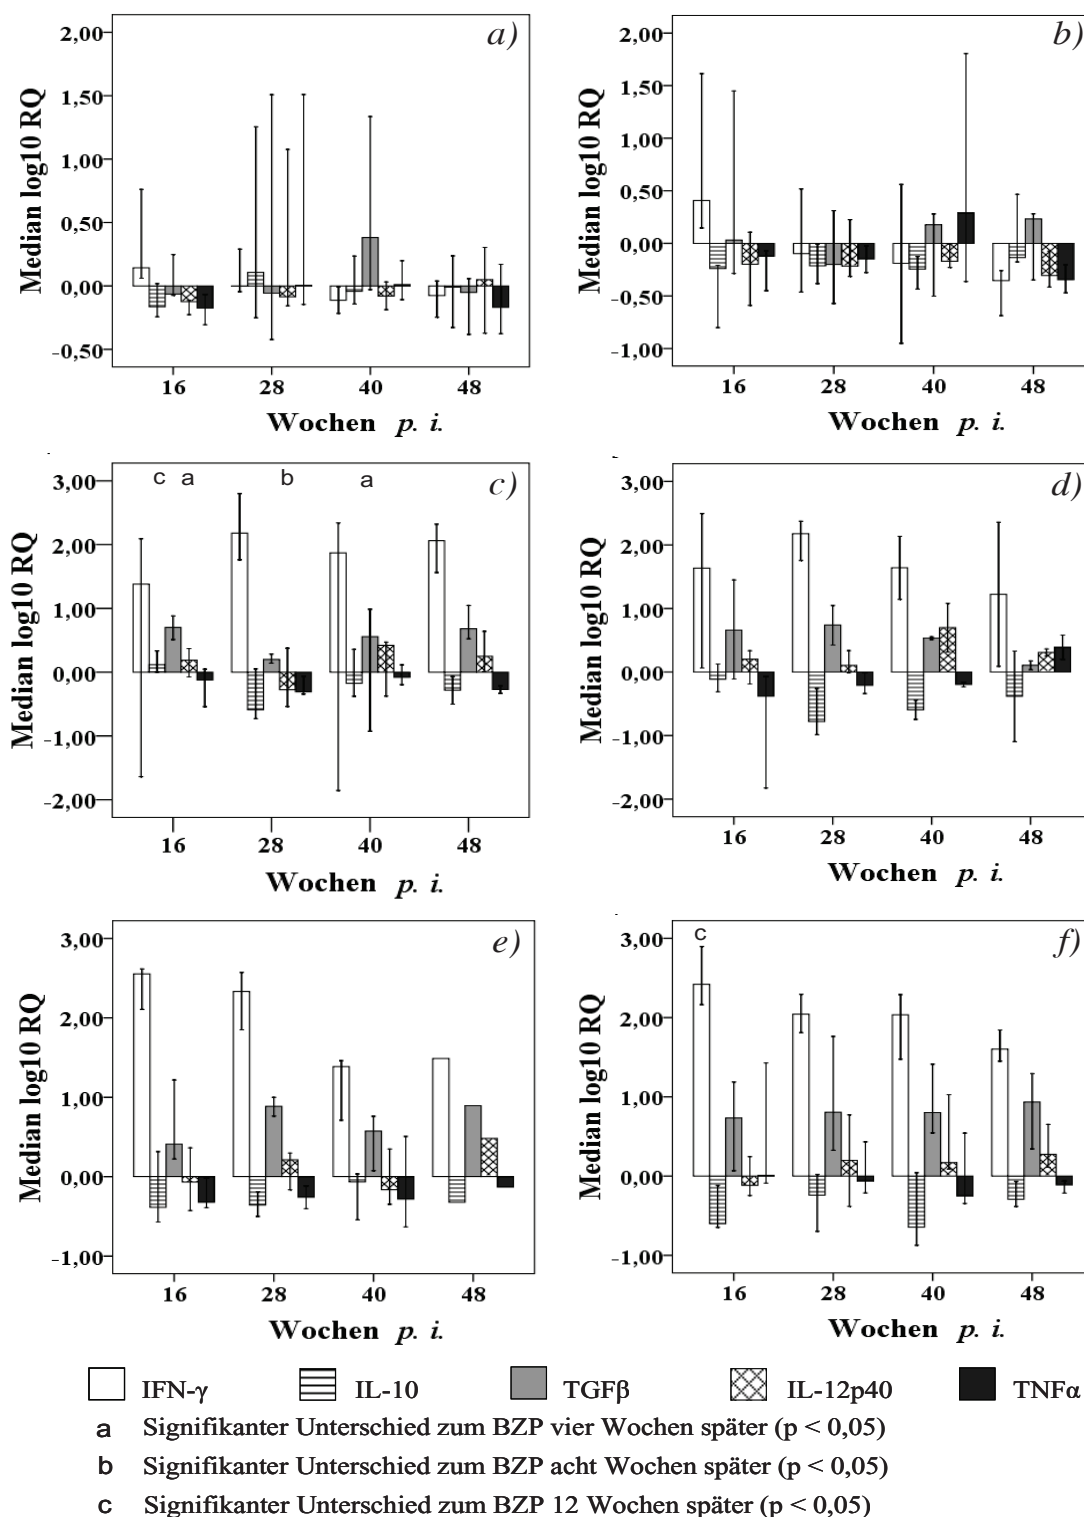 a)
2,00
1,50
1,00
0,50
0,00
-0,50
Median log10 RQ
16 28 40 48
Wochen p. i.
b)
2,00
1,50
1,00
0,50
0,00
-0,50
-1,00
Median log10 RQ
16 28 40 48
Wochen p. i.
c a b a c)
3,00
2,00
1,00
0,00
-1,00
-2,00
Median log10 RQ
16 28 40 48
Wochen p. i.
d)
3,00
2,00
1,00
0,00
-1,00
-2,00
Median log10 RQ
16 28 40 48
Wochen p. i.
e)
3,00
2,00
1,00
0,00
-1,00
Median log10 RQ
16 28 40 48
Wochen p. i.
c f)
3,00
2,00
1,00
0,00
-1,00
Median log10 RQ
16 28 40 48
Wochen p. i.
IFN-γ IL-10 TGFβ IL-12p40 TNFα
a Signifikanter Unterschied zum BZP vier Wochen später (p < 0,05)
b Signifikanter Unterschied zum BZP acht Wochen später (p < 0,05)
c Signifikanter Unterschied zum BZP 12 Wochen später (p < 0,05)